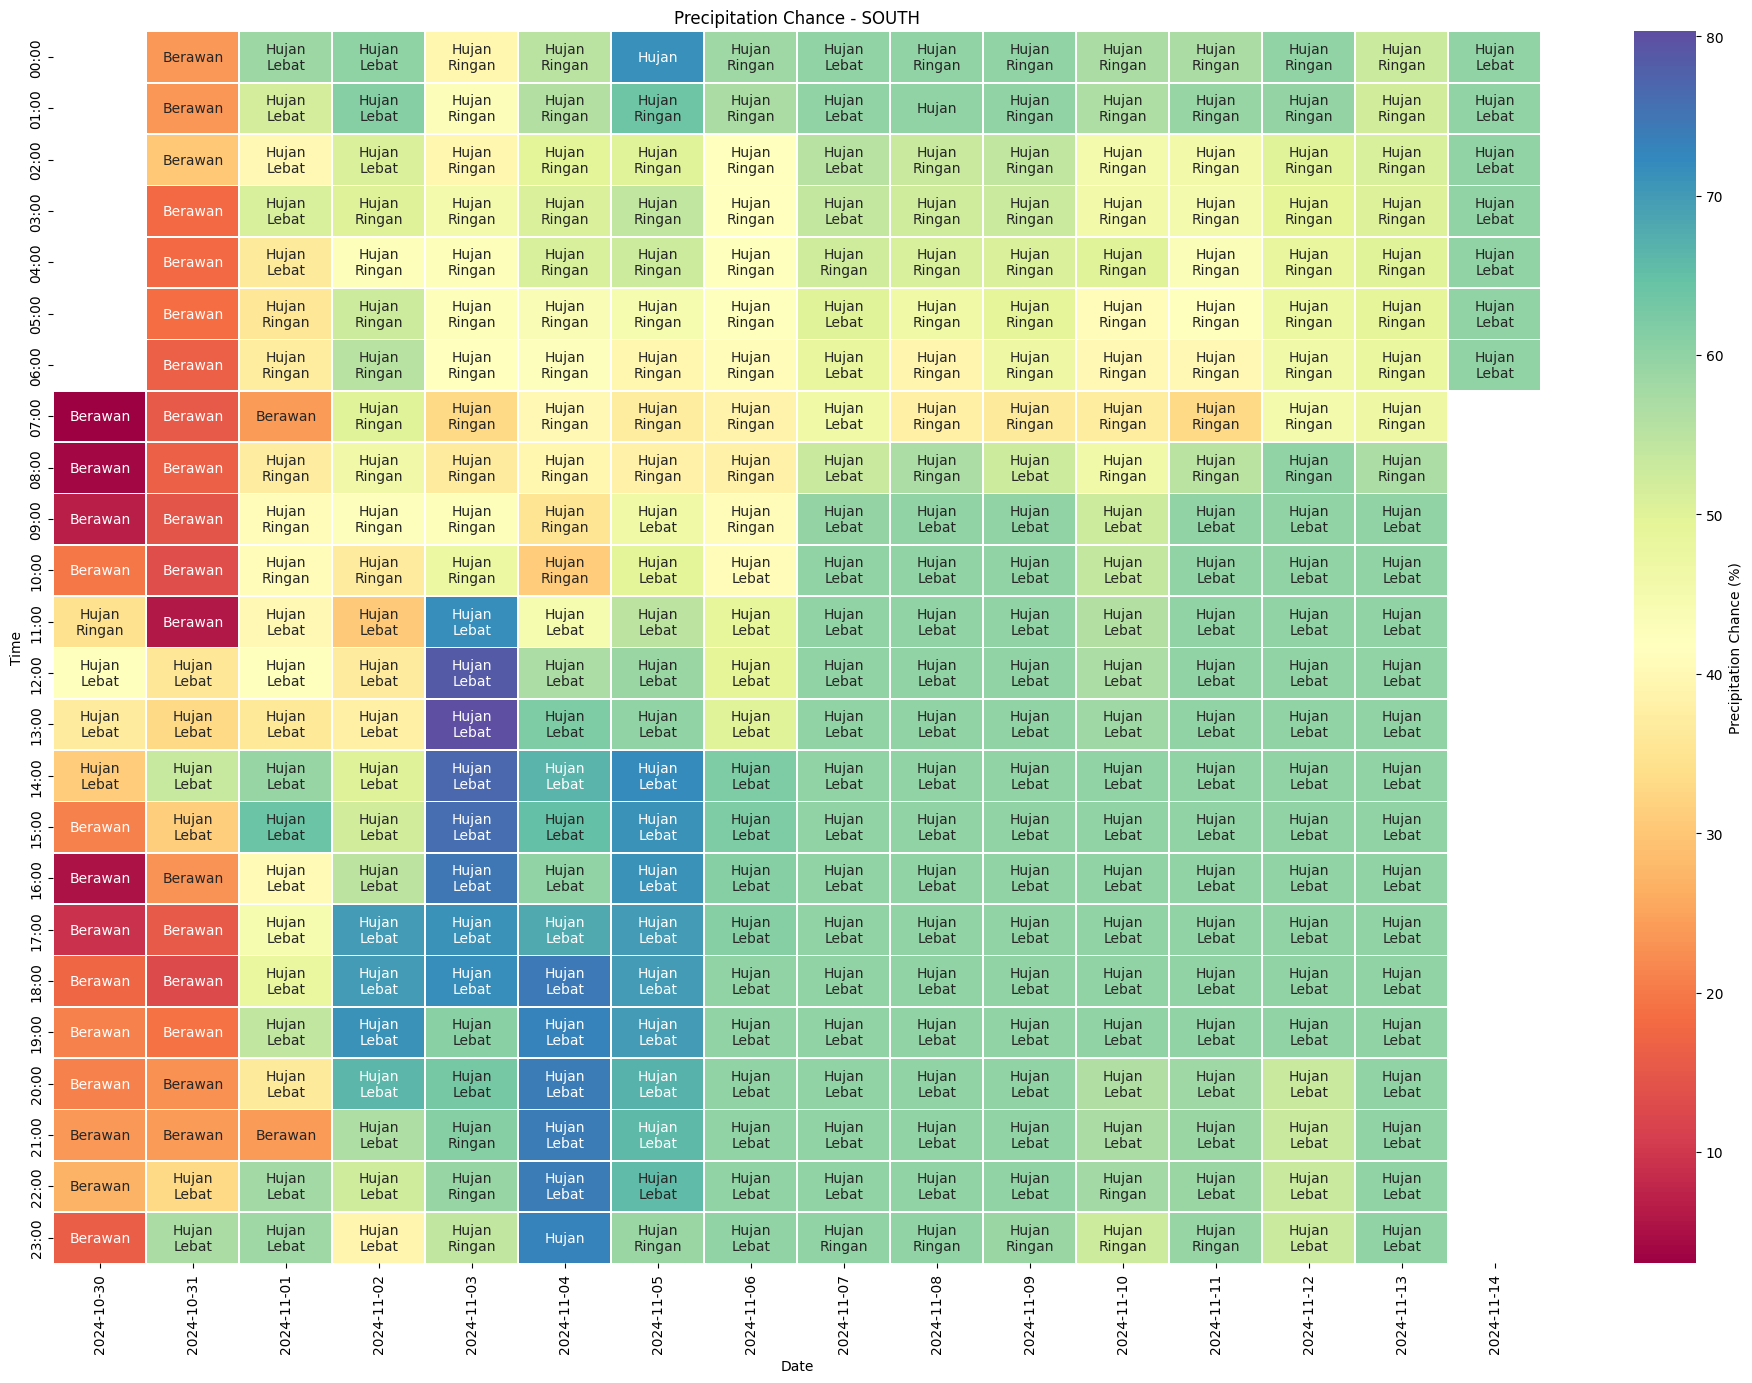 Precipitation Chance - SOUTH
00:00 Berawan Hujan Lebat Hujan Lebat Hujan Ringan Hujan Ringan Hujan Hujan Ringan Hujan Lebat Hujan Ringan Hujan Ringan Hujan Ringan Hujan Ringan Hujan Ringan Hujan Ringan Hujan Lebat
01:00 Berawan Hujan Lebat Hujan Lebat Hujan Ringan Hujan Ringan Hujan Ringan Hujan Ringan Hujan Lebat Hujan Hujan Ringan Hujan Ringan Hujan Ringan Hujan Ringan Hujan Ringan Hujan Lebat
02:00 Berawan Hujan Lebat Hujan Lebat Hujan Ringan Hujan Ringan Hujan Ringan Hujan Ringan Hujan Lebat Hujan Ringan Hujan Ringan Hujan Ringan Hujan Ringan Hujan Ringan Hujan Ringan Hujan Lebat
03:00 Berawan Hujan Lebat Hujan Ringan Hujan Ringan Hujan Ringan Hujan Ringan Hujan Ringan Hujan Lebat Hujan Ringan Hujan Ringan Hujan Ringan Hujan Ringan Hujan Ringan Hujan Ringan Hujan Lebat
04:00 Berawan Hujan Lebat Hujan Ringan Hujan Ringan Hujan Ringan Hujan Ringan Hujan Ringan Hujan Ringan Hujan Ringan Hujan Ringan Hujan Ringan Hujan Ringan Hujan Ringan Hujan Ringan Hujan Lebat
05:00 Berawan Hujan Ringan Hujan Ringan Hujan Ringan Hujan Ringan Hujan Ringan Hujan Ringan Hujan Lebat Hujan Ringan Hujan Ringan Hujan Ringan Hujan Ringan Hujan Ringan Hujan Ringan Hujan Lebat
06:00 Berawan Hujan Ringan Hujan Ringan Hujan Ringan Hujan Ringan Hujan Ringan Hujan Ringan Hujan Lebat Hujan Ringan Hujan Ringan Hujan Ringan Hujan Ringan Hujan Ringan Hujan Ringan Hujan Lebat
07:00 Berawan Berawan Berawan Hujan Ringan Hujan Ringan Hujan Ringan Hujan Ringan Hujan Ringan Hujan Lebat Hujan Ringan Hujan Ringan Hujan Ringan Hujan Ringan Hujan Ringan Hujan Ringan
08:00 Berawan Berawan Hujan Ringan Hujan Ringan Hujan Ringan Hujan Ringan Hujan Ringan Hujan Ringan Hujan Lebat Hujan Ringan Hujan Lebat Hujan Ringan Hujan Ringan Hujan Ringan Hujan Ringan
09:00 Berawan Berawan Hujan Ringan Hujan Ringan Hujan Ringan Hujan Ringan Hujan Lebat Hujan Ringan Hujan Lebat Hujan Lebat Hujan Lebat Hujan Lebat Hujan Lebat Hujan Lebat Hujan Lebat
10:00 Berawan Berawan Hujan Ringan Hujan Ringan Hujan Ringan Hujan Ringan Hujan Lebat Hujan Lebat Hujan Lebat Hujan Lebat Hujan Lebat Hujan Lebat Hujan Lebat Hujan Lebat Hujan Lebat
11:00 Hujan Ringan Berawan Hujan Lebat Hujan Lebat Hujan Lebat Hujan Lebat Hujan Lebat Hujan Lebat Hujan Lebat Hujan Lebat Hujan Lebat Hujan Lebat Hujan Lebat Hujan Lebat Hujan Lebat
12:00 Hujan Lebat Hujan Lebat Hujan Lebat Hujan Lebat Hujan Lebat Hujan Lebat Hujan Lebat Hujan Lebat Hujan Lebat Hujan Lebat Hujan Lebat Hujan Lebat Hujan Lebat Hujan Lebat Hujan Lebat
13:00 Hujan Lebat Hujan Lebat Hujan Lebat Hujan Lebat Hujan Lebat Hujan Lebat Hujan Lebat Hujan Lebat Hujan Lebat Hujan Lebat Hujan Lebat Hujan Lebat Hujan Lebat Hujan Lebat Hujan Lebat
14:00 Hujan Lebat Hujan Lebat Hujan Lebat Hujan Lebat Hujan Lebat Hujan Lebat Hujan Lebat Hujan Lebat Hujan Lebat Hujan Lebat Hujan Lebat Hujan Lebat Hujan Lebat Hujan Lebat Hujan Lebat
15:00 Berawan Hujan Lebat Hujan Lebat Hujan Lebat Hujan Lebat Hujan Lebat Hujan Lebat Hujan Lebat Hujan Lebat Hujan Lebat Hujan Lebat Hujan Lebat Hujan Lebat Hujan Lebat Hujan Lebat
16:00 Berawan Berawan Hujan Lebat Hujan Lebat Hujan Lebat Hujan Lebat Hujan Lebat Hujan Lebat Hujan Lebat Hujan Lebat Hujan Lebat Hujan Lebat Hujan Lebat Hujan Lebat Hujan Lebat
17:00 Berawan Berawan Hujan Lebat Hujan Lebat Hujan Lebat Hujan Lebat Hujan Lebat Hujan Lebat Hujan Lebat Hujan Lebat Hujan Lebat Hujan Lebat Hujan Lebat Hujan Lebat Hujan Lebat
18:00 Berawan Berawan Hujan Lebat Hujan Lebat Hujan Lebat Hujan Lebat Hujan Lebat Hujan Lebat Hujan Lebat Hujan Lebat Hujan Lebat Hujan Lebat Hujan Lebat Hujan Lebat Hujan Lebat
19:00 Berawan Berawan Hujan Lebat Hujan Lebat Hujan Lebat Hujan Lebat Hujan Lebat Hujan Lebat Hujan Lebat Hujan Lebat Hujan Lebat Hujan Lebat Hujan Lebat Hujan Lebat Hujan Lebat
20:00 Berawan Berawan Hujan Lebat Hujan Lebat Hujan Lebat Hujan Lebat Hujan Lebat Hujan Lebat Hujan Lebat Hujan Lebat Hujan Lebat Hujan Lebat Hujan Lebat Hujan Lebat Hujan Lebat
21:00 Berawan Berawan Berawan Hujan Lebat Hujan Ringan Hujan Lebat Hujan Lebat Hujan Lebat Hujan Lebat Hujan Lebat Hujan Lebat Hujan Lebat Hujan Lebat Hujan Lebat Hujan Lebat
22:00 Berawan Hujan Lebat Hujan Lebat Hujan Lebat Hujan Ringan Hujan Lebat Hujan Lebat Hujan Lebat Hujan Lebat Hujan Lebat Hujan Lebat Hujan Ringan Hujan Lebat Hujan Lebat Hujan Lebat
23:00 Berawan Hujan Lebat Hujan Lebat Hujan Lebat Hujan Ringan Hujan Hujan Ringan Hujan Lebat Hujan Ringan Hujan Ringan Hujan Ringan Hujan Ringan Hujan Ringan Hujan Lebat Hujan Lebat
2024-10-30 2024-10-31 2024-11-01 2024-11-02 2024-11-03 2024-11-04 2024-11-05 2024-11-06 2024-11-07 2024-11-08 2024-11-09 2024-11-10 2024-11-11 2024-11-12 2024-11-13 2024-11-14
Date
Time
80
70
60
50
40
30
20
10
Precipitation Chance (%)